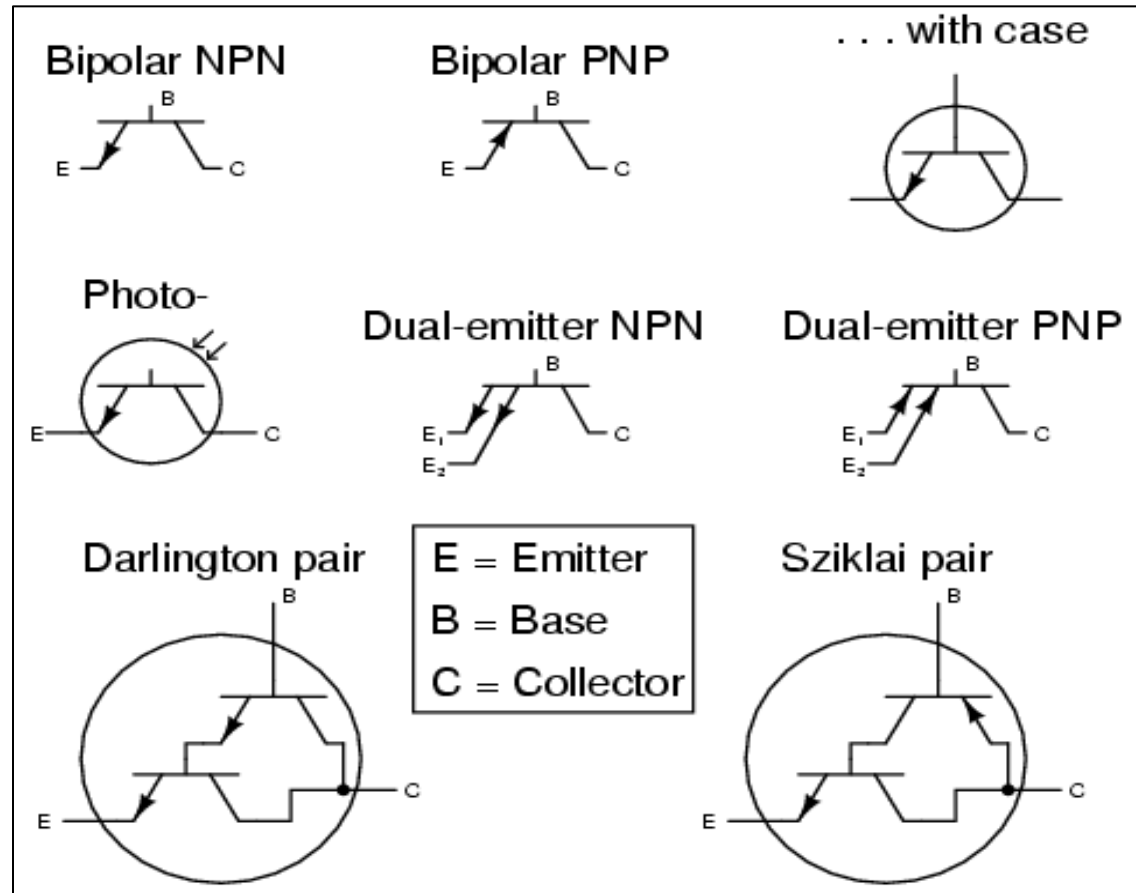 Bipolar NPN
B
E
C
Bipolar PNP
B
E
C
. . . with case
Photo-
E
C
Dual-emitter NPN
B
E₁
C
E₂
Dual-emitter PNP
B
E₁
C
E₂
Darlington pair
B
E
C
E = Emitter
B = Base
C = Collector
Sziklai pair
B
E
C